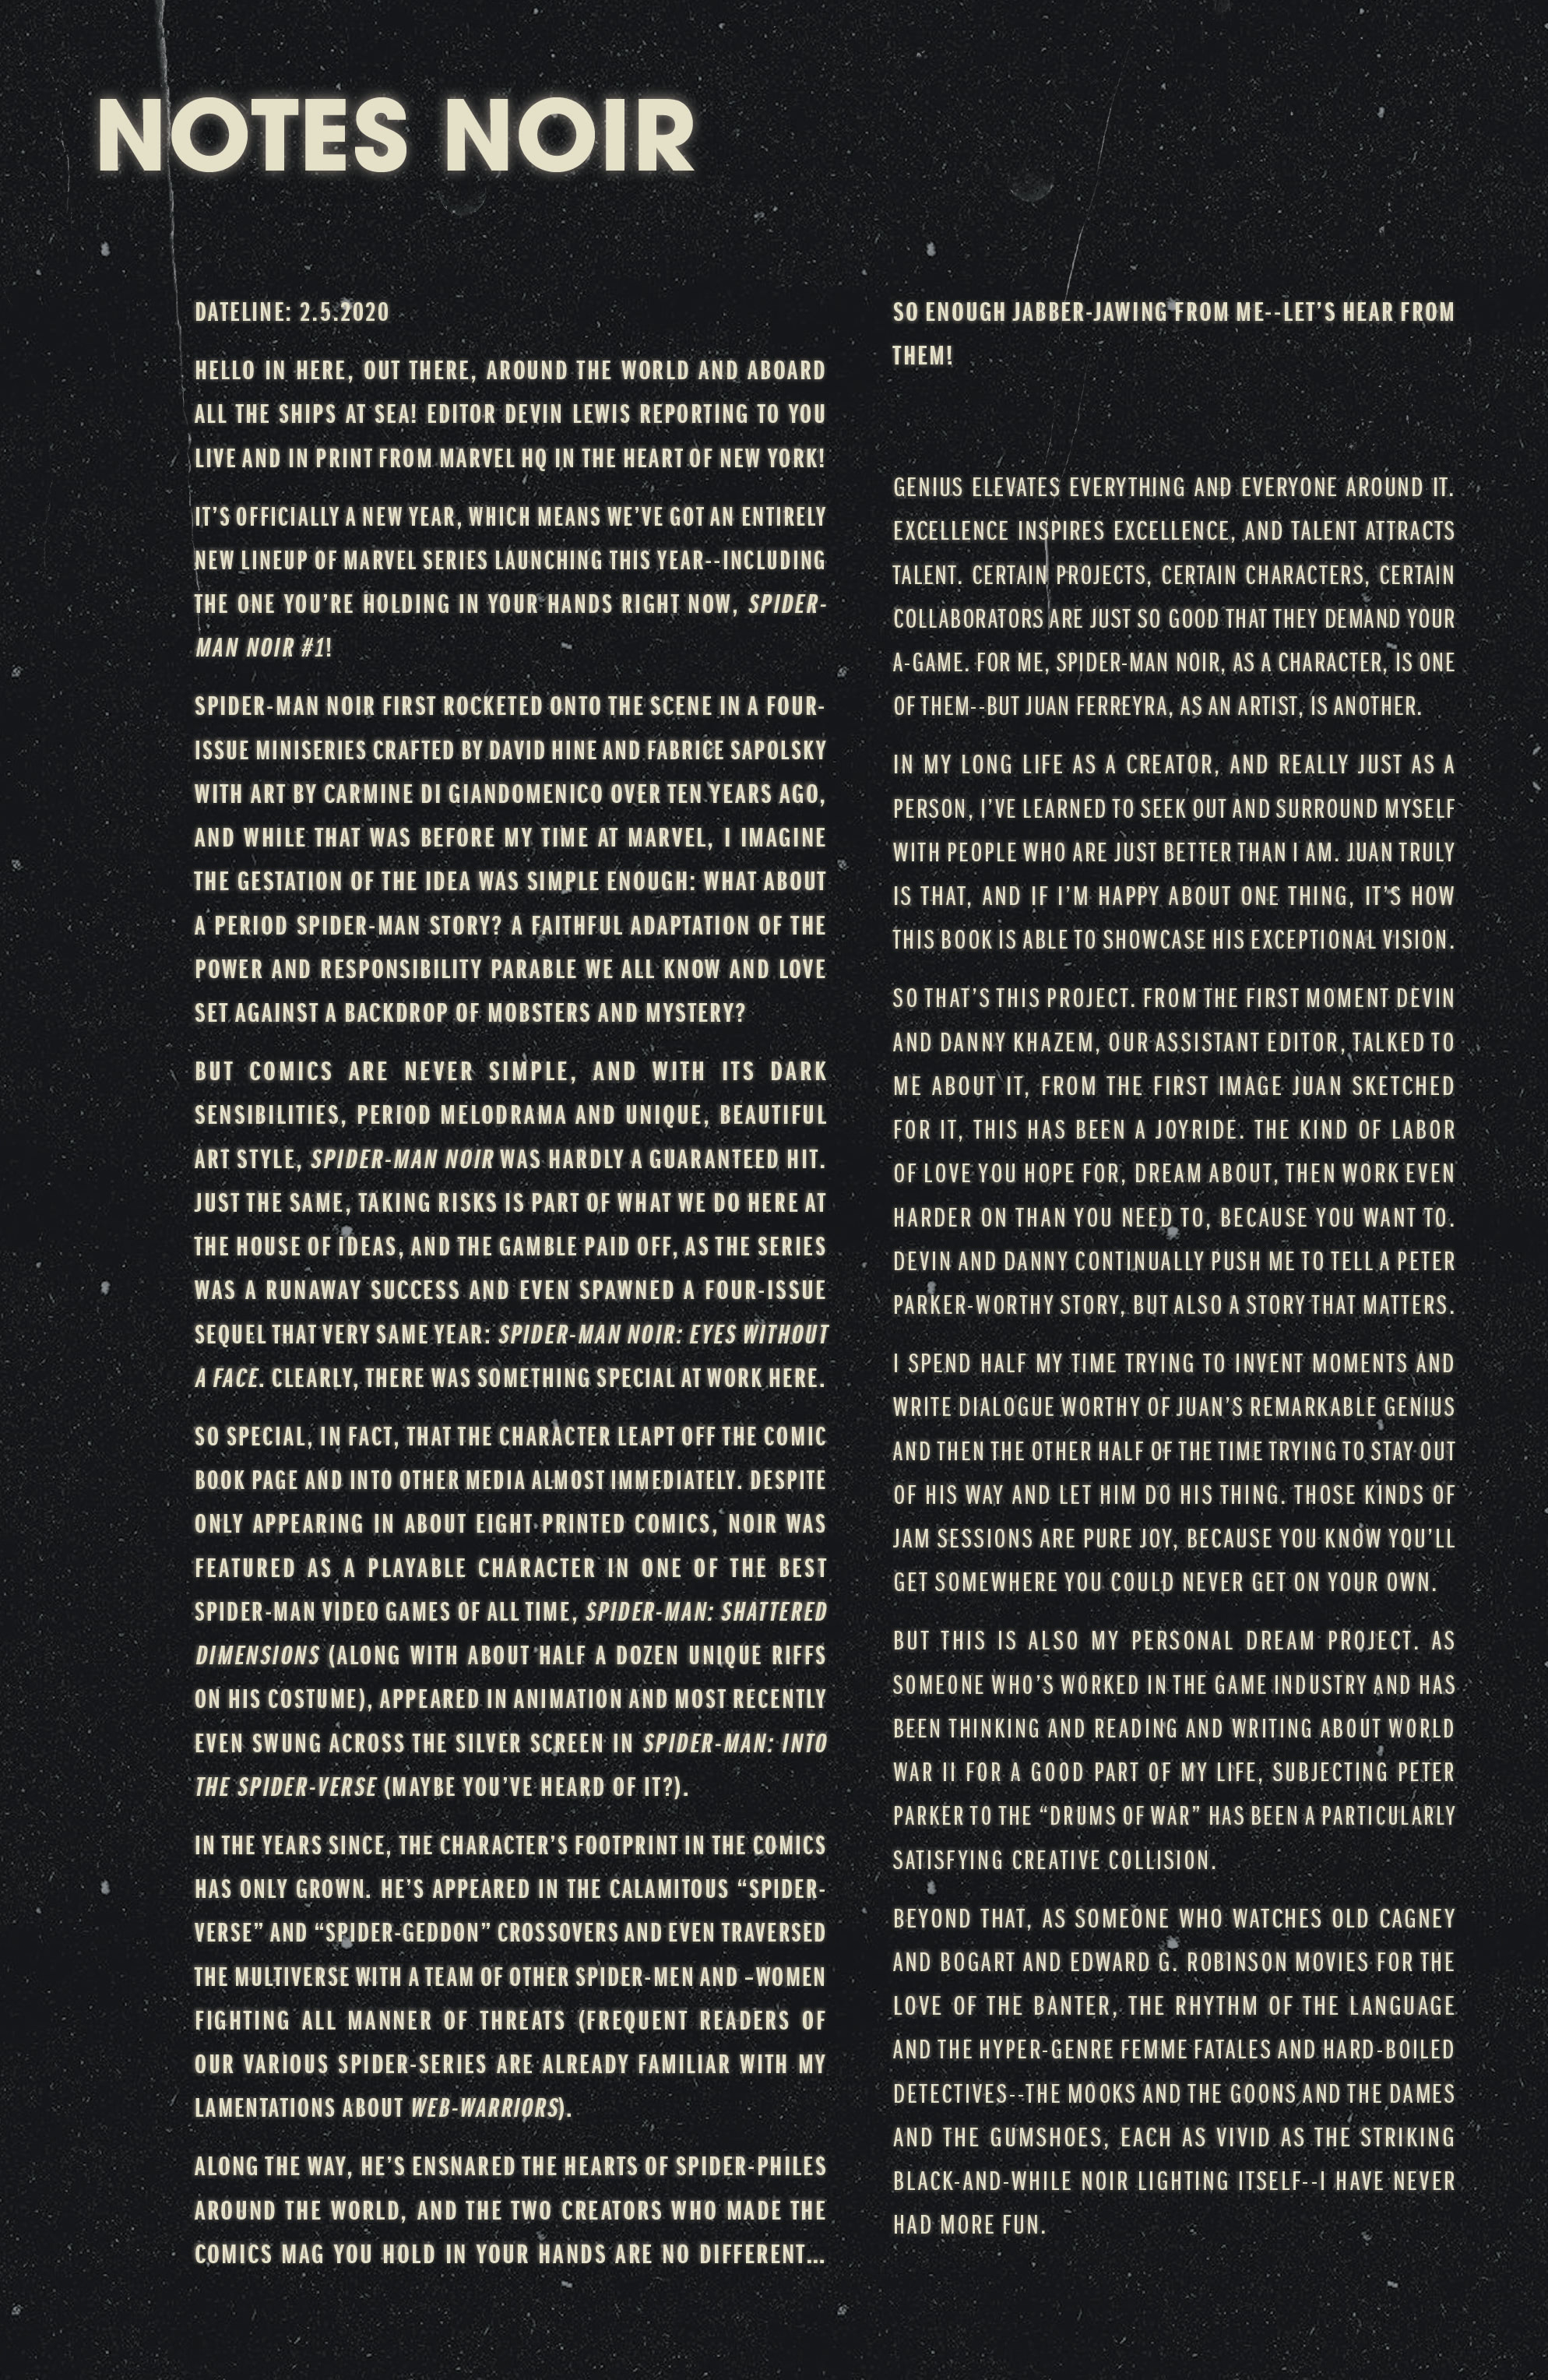 NOTES NOIR
DATELINE: 2.5.2020
HELLO IN HERE, OUT THERE, AROUND THE WORLD AND ABOARD
ALL THE SHIPS AT SEA! EDITOR DEVIN LEWIS REPORTING TO YOU
LIVE AND IN PRINT FROM MARVEL HQ IN THE HEART OF NEW YORK!
IT'S OFFICIALLY A NEW YEAR, WHICH MEANS WE'VE GOT AN ENTIRELY
NEW LINEUP OF MARVEL SERIES LAUNCHING THIS YEAR--INCLUDING
THE ONE YOU'RE HOLDING IN YOUR HANDS RIGHT NOW, SPIDER-
MAN NOIR #1!
SPIDER-MAN NOIR FIRST ROCKETED ONTO THE SCENE IN A FOUR-
ISSUE MINISERIES CRAFTED BY DAVID HINE AND FABRICE SAPOLSKY
WITH ART BY CARMINE DI GIANDOMENICO OVER TEN YEARS AGO,
AND WHILE THAT WAS BEFORE MY TIME AT MARVEL, I IMAGINE
THE GESTATION OF THE IDEA WAS SIMPLE ENOUGH: WHAT ABOUT
A PERIOD SPIDER-MAN STORY? A FAITHFUL ADAPTATION OF THE
POWER AND RESPONSIBILITY PARABLE WE ALL KNOW AND LOVE
SET AGAINST A BACKDROP OF MOBSTERS AND MYSTERY?
BUT COMICS ARE NEVER SIMPLE, AND WITH ITS DARK
SENSIBILITIES, PERIOD MELODRAMA AND UNIQUE, BEAUTIFUL
ART STYLE, SPIDER-MAN NOIR WAS HARDLY A GUARANTEED HIT.
JUST THE SAME, TAKING RISKS IS PART OF WHAT WE DO HERE AT
THE HOUSE OF IDEAS, AND THE GAMBLE PAID OFF, AS THE SERIES
WAS A RUNAWAY SUCCESS AND EVEN SPAWNED A FOUR-ISSUE
SEQUEL THAT VERY SAME YEAR: SPIDER-MAN NOIR: EYES WITHOUT
A FACE. CLEARLY, THERE WAS SOMETHING SPECIAL AT WORK HERE.
SO SPECIAL, IN FACT, THAT THE CHARACTER LEAPT OFF THE COMIC
BOOK PAGE AND INTO OTHER MEDIA ALMOST IMMEDIATELY. DESPITE
ONLY APPEARING IN ABOUT EIGHT PRINTED COMICS, NOIR WAS
FEATURED AS A PLAYABLE CHARACTER IN ONE OF THE BEST
SPIDER-MAN VIDEO GAMES OF ALL TIME, SPIDER-MAN: SHATTERED
DIMENSIONS (ALONG WITH ABOUT HALF A DOZEN UNIQUE RIFFS
ON HIS COSTUME), APPEARED IN ANIMATION AND MOST RECENTLY
EVEN SWUNG ACROSS THE SILVER SCREEN IN SPIDER-MAN: INTO
THE SPIDER-VERSE (MAYBE YOU'VE HEARD OF IT?).
IN THE YEARS SINCE, THE CHARACTER'S FOOTPRINT IN THE COMICS
HAS ONLY GROWN. HE'S APPEARED IN THE CALAMITOUS “SPIDER-
VERSE” AND “SPIDER-GEDDON” CROSSOVERS AND EVEN TRAVERSED
THE MULTIVERSE WITH A TEAM OF OTHER SPIDER-MEN AND –WOMEN
FIGHTING ALL MANNER OF THREATS (FREQUENT READERS OF
OUR VARIOUS SPIDER-SERIES ARE ALREADY FAMILIAR WITH MY
LAMENTATIONS ABOUT WEB-WARRIORS).
ALONG THE WAY, HE'S ENSNARED THE HEARTS OF SPIDER-PHILES
AROUND THE WORLD, AND THE TWO CREATORS WHO MADE THE
COMICS MAG YOU HOLD IN YOUR HANDS ARE NO DIFFERENT...
SO ENOUGH JABBER-JAWING FROM ME--LET'S HEAR FROM
THEM!
GENIUS ELEVATES EVERYTHING AND EVERYONE AROUND IT.
EXCELLENCE INSPIRES EXCELLENCE, AND TALENT ATTRACTS
TALENT. CERTAIN PROJECTS, CERTAIN CHARACTERS, CERTAIN
COLLABORATORS ARE JUST SO GOOD THAT THEY DEMAND YOUR
A-GAME. FOR ME, SPIDER-MAN NOIR, AS A CHARACTER, IS ONE
OF THEM--BUT JUAN FERREYRA, AS AN ARTIST, IS ANOTHER.
IN MY LONG LIFE AS A CREATOR, AND REALLY JUST AS A
PERSON, I'VE LEARNED TO SEEK OUT AND SURROUND MYSELF
WITH PEOPLE WHO ARE JUST BETTER THAN I AM. JUAN TRULY
IS THAT, AND IF I'M HAPPY ABOUT ONE THING, IT'S HOW
THIS BOOK IS ABLE TO SHOWCASE HIS EXCEPTIONAL VISION.
SO THAT'S THIS PROJECT. FROM THE FIRST MOMENT DEVIN
AND DANNY KHAZEM, OUR ASSISTANT EDITOR, TALKED TO
ME ABOUT IT, FROM THE FIRST IMAGE JUAN SKETCHED
FOR IT, THIS HAS BEEN A JOYRIDE. THE KIND OF LABOR
OF LOVE YOU HOPE FOR, DREAM ABOUT, THEN WORK EVEN
HARDER ON THAN YOU NEED TO, BECAUSE YOU WANT TO.
DEVIN AND DANNY CONTINUALLY PUSH ME TO TELL A PETER
PARKER-WORTHY STORY, BUT ALSO A STORY THAT MATTERS.
I SPEND HALF MY TIME TRYING TO INVENT MOMENTS AND
WRITE DIALOGUE WORTHY OF JUAN'S REMARKABLE GENIUS
AND THEN THE OTHER HALF OF THE TIME TRYING TO STAY OUT
OF HIS WAY AND LET HIM DO HIS THING. THOSE KINDS OF
JAM SESSIONS ARE PURE JOY, BECAUSE YOU KNOW YOU'LL
GET SOMEWHERE YOU COULD NEVER GET ON YOUR OWN.
BUT THIS IS ALSO MY PERSONAL DREAM PROJECT. AS
SOMEONE WHO'S WORKED IN THE GAME INDUSTRY AND HAS
BEEN THINKING AND READING AND WRITING ABOUT WORLD
WAR II FOR A GOOD PART OF MY LIFE, SUBJECTING PETER
PARKER TO THE “DRUMS OF WAR” HAS BEEN A PARTICULARLY
SATISFYING CREATIVE COLLISION.
BEYOND THAT, AS SOMEONE WHO WATCHES OLD CAGNEY
AND BOGART AND EDWARD G. ROBINSON MOVIES FOR THE
LOVE OF THE BANTER, THE RHYTHM OF THE LANGUAGE
AND THE HYPER-GENRE FEMME FATALES AND HARD-BOILED
DETECTIVES--THE MOOKS AND THE GOONS AND THE DAMES
AND THE GUMSHOES, EACH AS VIVID AS THE STRIKING
BLACK-AND-WHILE NOIR LIGHTING ITSELF--I HAVE NEVER
HAD MORE FUN.